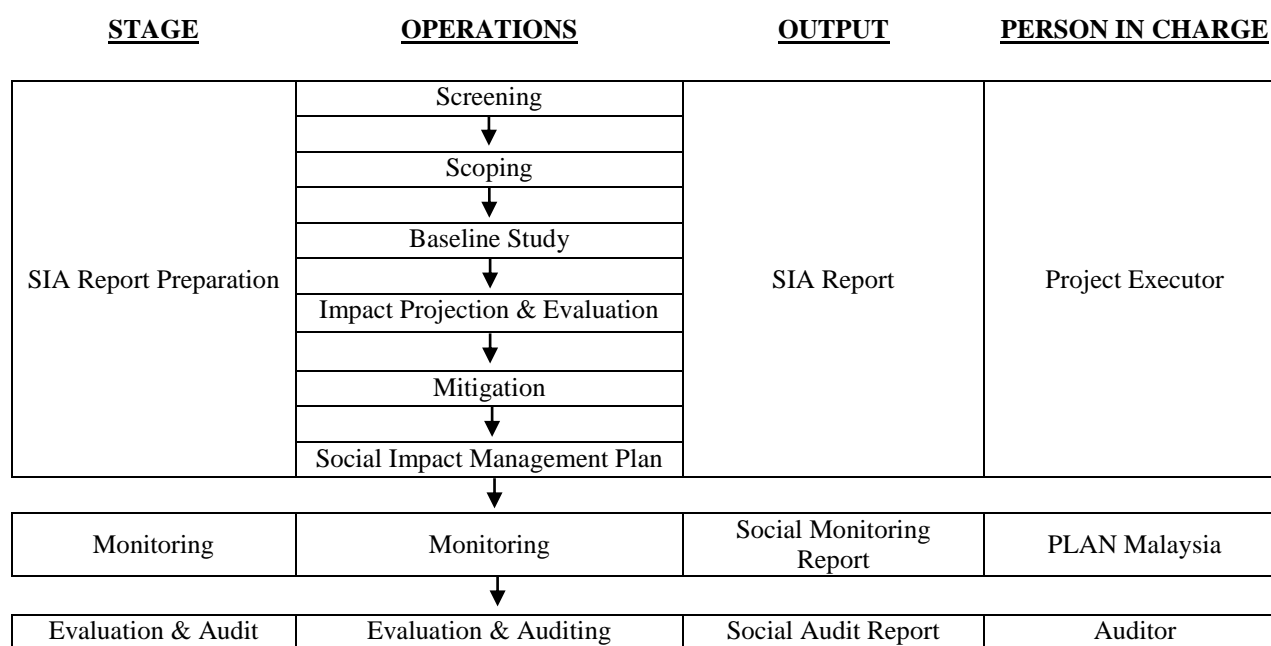 STAGE OPERATIONS OUTPUT PERSON IN CHARGE
Screening
Scoping
Baseline Study
SIA Report Preparation
Impact Projection & Evaluation
Mitigation
Social Impact Management Plan
SIA Report
Project Executor
Monitoring
Monitoring
Social Monitoring
Report
PLAN Malaysia
Evaluation & Audit
Evaluation & Auditing
Social Audit Report
Auditor